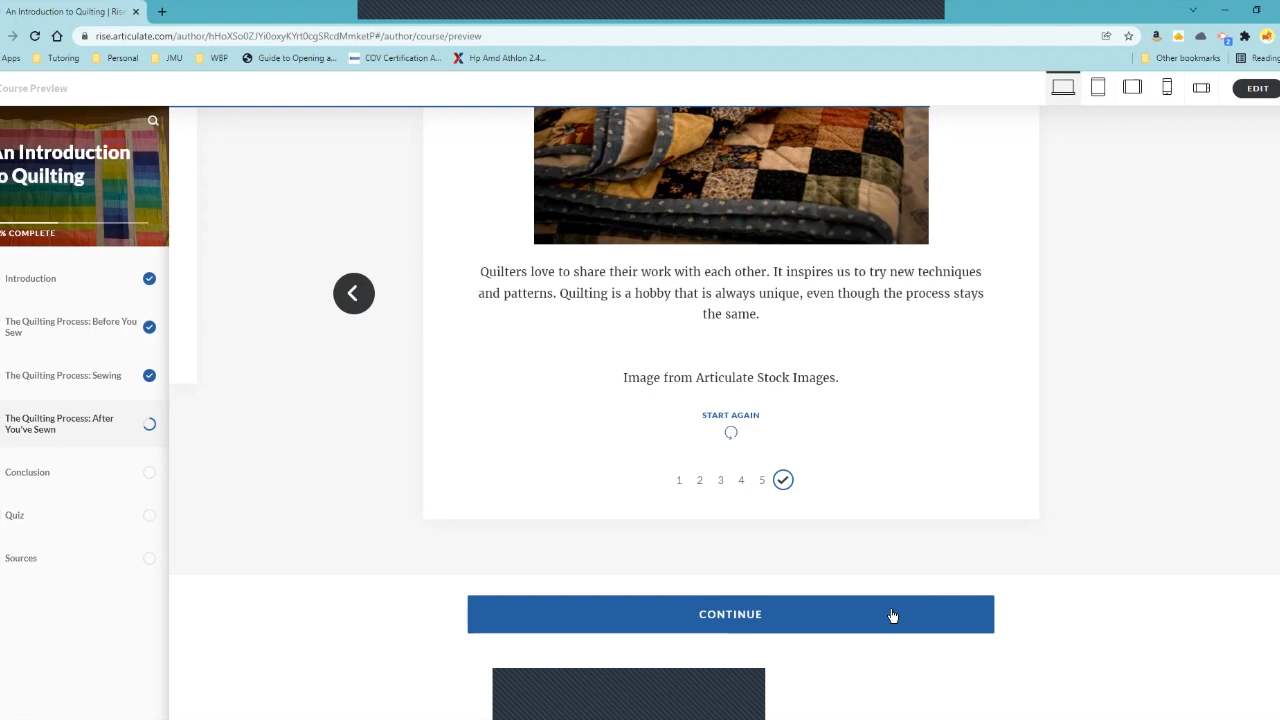 An Introduction to Quilting | Ris
rise.articulate.com/author/hHoXSo0ZJYi0oxyKYrt0cgSRcdMmketP#/author/course/preview
2
Apps
Tutoring
Personal
JMU
WBP
Guide to Opening a...
COV Certification A...
Hp Amd Athlon 2.4...
Other bookmarks
Reading
Course Preview
EDIT
An Introduction
to Quilting
% COMPLETE
Introduction
The Quilting Process: Before You
Sew
The Quilting Process: Sewing
The Quilting Process: After
You've Sewn
Conclusion
Quiz
Sources
Quilters love to share their work with each other. It inspires us to try new techniques
and patterns. Quilting is a hobby that is always unique, even though the process stays
the same.
Image from Articulate Stock Images.
START AGAIN
1 2 3 4 5
CONTINUE